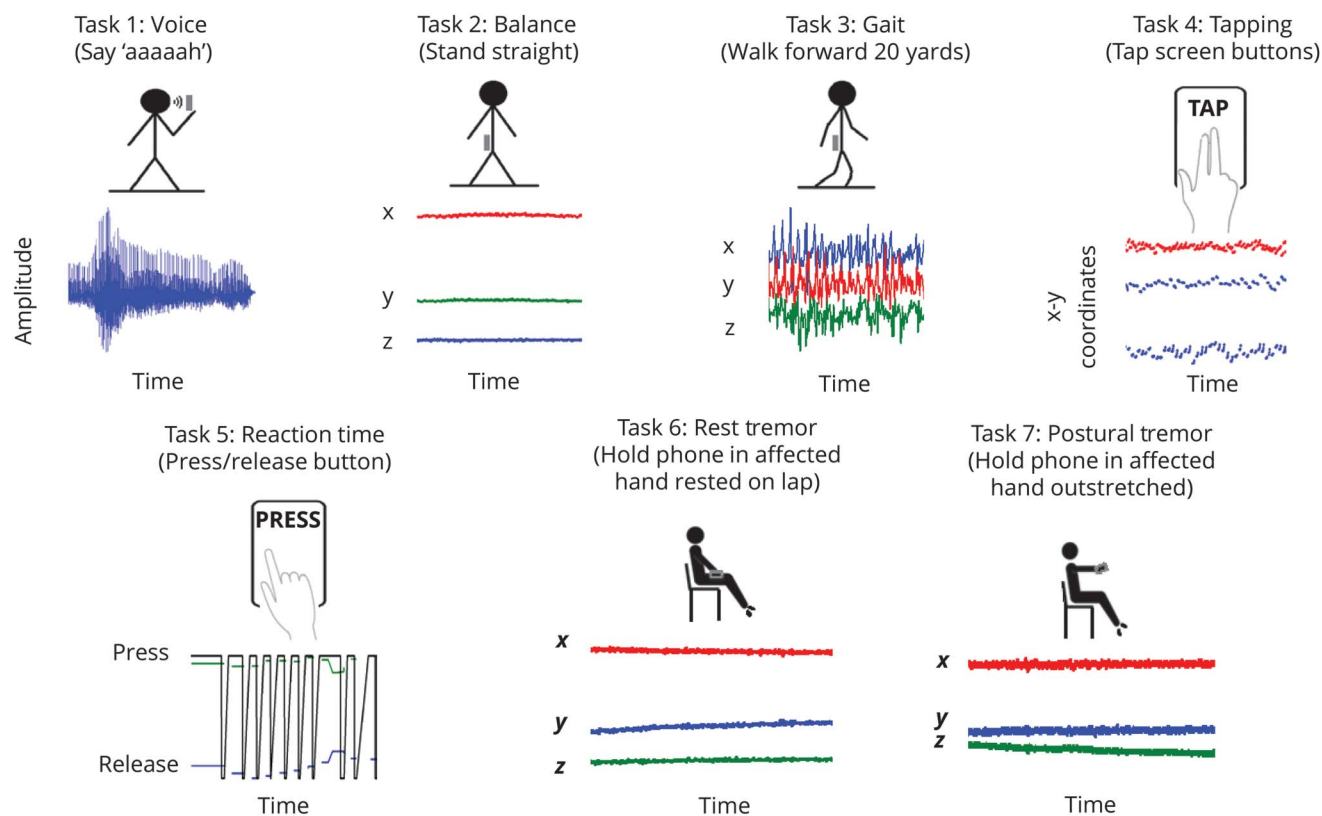 Task 1: Voice
(Say ‘aaaaah’)
Amplitude
Time
Task 2: Balance
(Stand straight)
x
y
z
Time
Task 3: Gait
(Walk forward 20 yards)
x
y
z
Time
Task 4: Tapping
(Tap screen buttons)
TAP
x-y
coordinates
Time
Task 5: Reaction time
(Press/release button)
PRESS
Press
Release
Time
Task 6: Rest tremor
(Hold phone in affected
hand rested on lap)
x
y
z
Time
Task 7: Postural tremor
(Hold phone in affected
hand outstretched)
x
y
z
Time